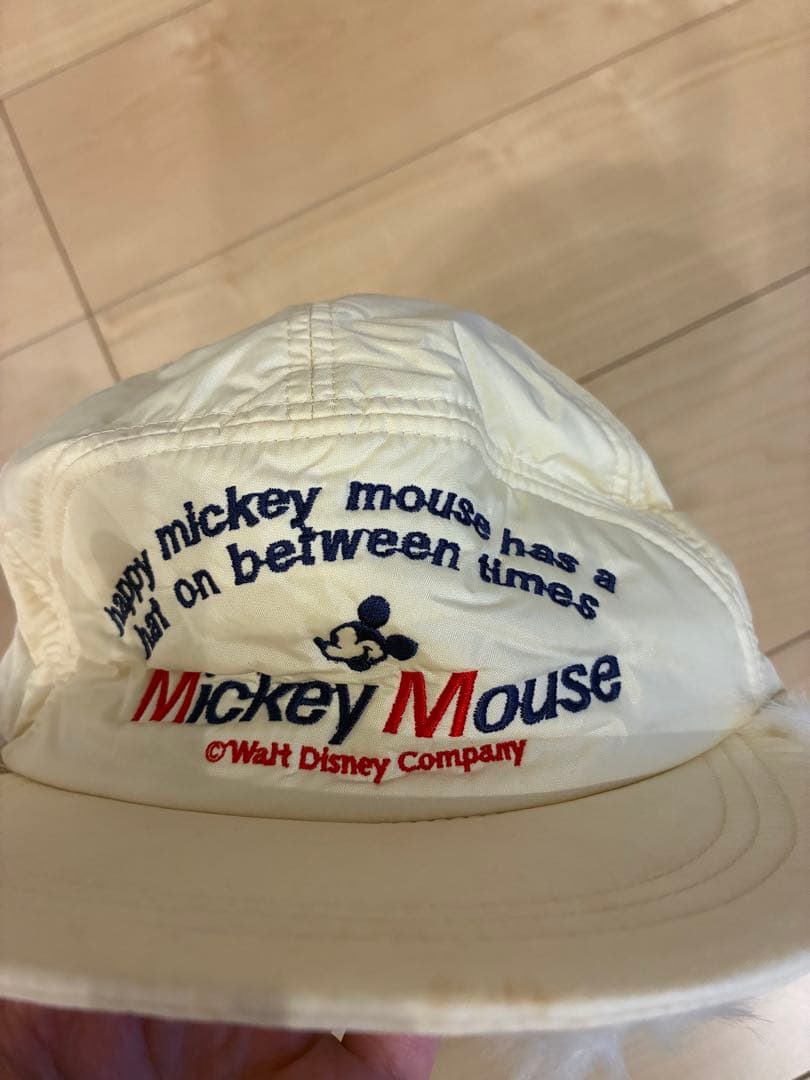 happy mickey mouse has a
hat on between times
Mickey Mouse
©Walt Disney Company